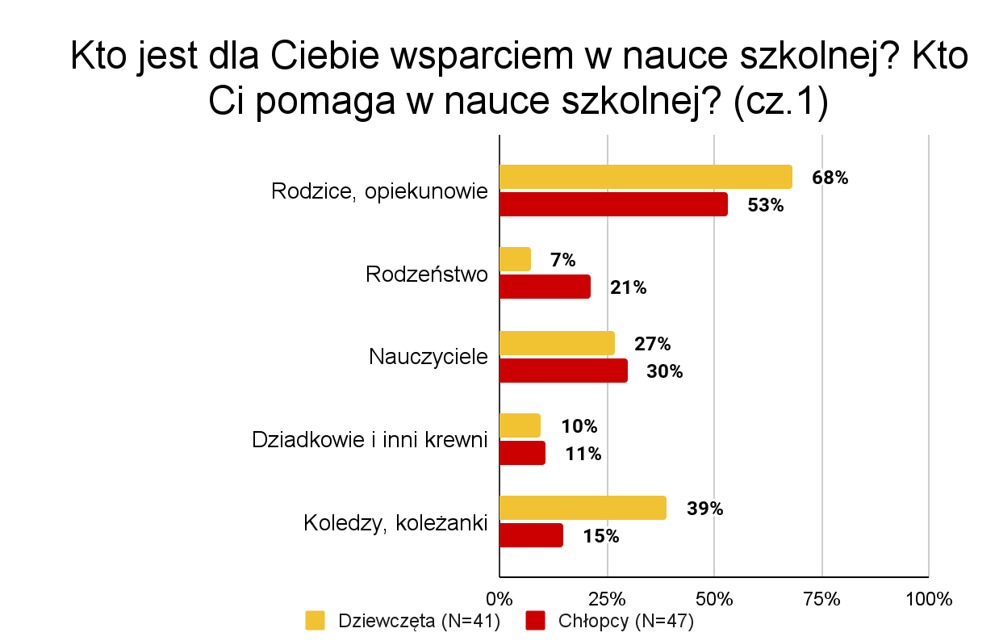 Kto jest dla Ciebie wsparciem w nauce szkolnej? Kto
Ci pomaga w nauce szkolnej? (cz.1)
Rodzice, opiekunowie
68%
53%
Rodzeństwo
7%
21%
Nauczyciele
27%
30%
Dziadkowie i inni krewni
10%
11%
Koledzy, koleżanki
39%
15%
0% 25% 50% 75% 100%
Dziewczęta (N=41) Chłopcy (N=47)